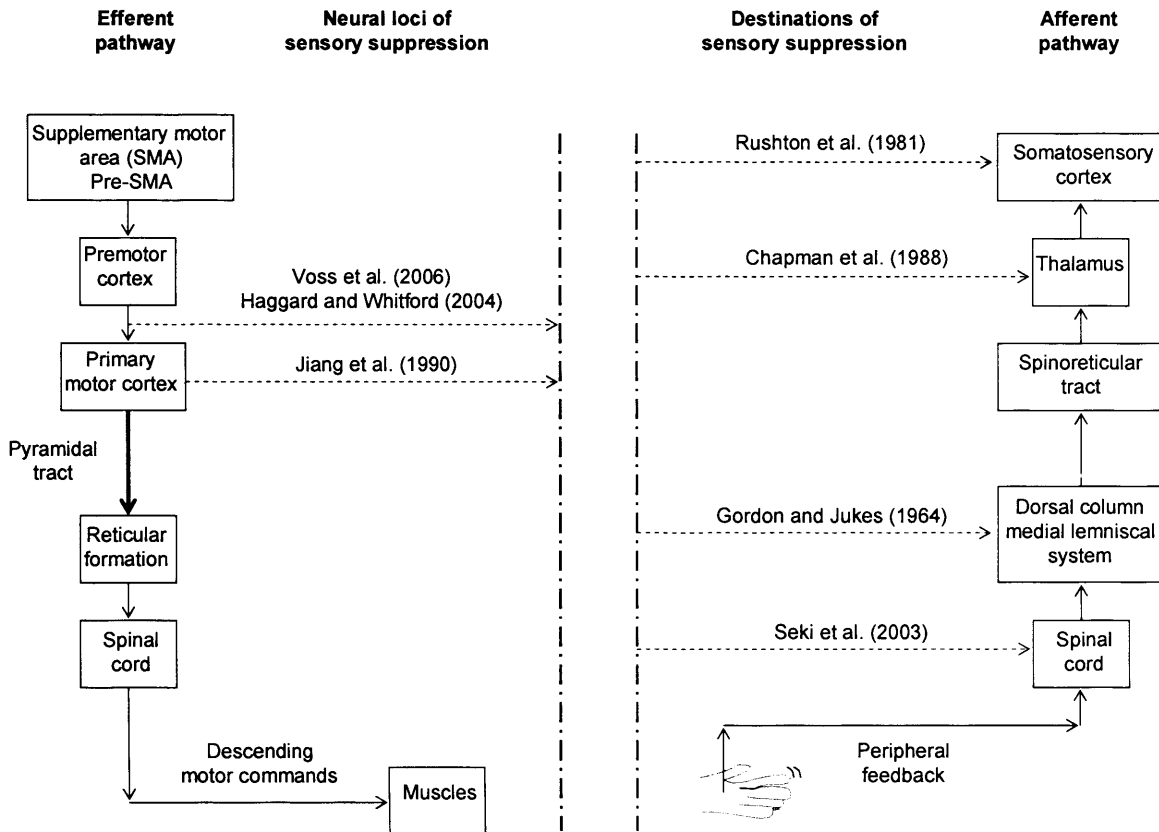 Efferent
pathway
Neural loci of
sensory suppression
Destinations of
sensory suppression
Afferent
pathway
Supplementary motor
area (SMA)
Pre-SMA
Premotor
cortex
Voss et al. (2006)
Haggard and Whitford (2004)
Primary
motor cortex
Jiang et al. (1990)
Pyramidal
tract
Reticular
formation
Spinal
cord
Descending
motor commands
Muscles
Rushton et al. (1981)
Somatosensory
cortex
Chapman et al. (1988)
Thalamus
Spinoreticular
tract
Gordon and Jukes (1964)
Dorsal column
medial lemniscal
system
Seki et al. (2003)
Spinal
cord
Peripheral
feedback